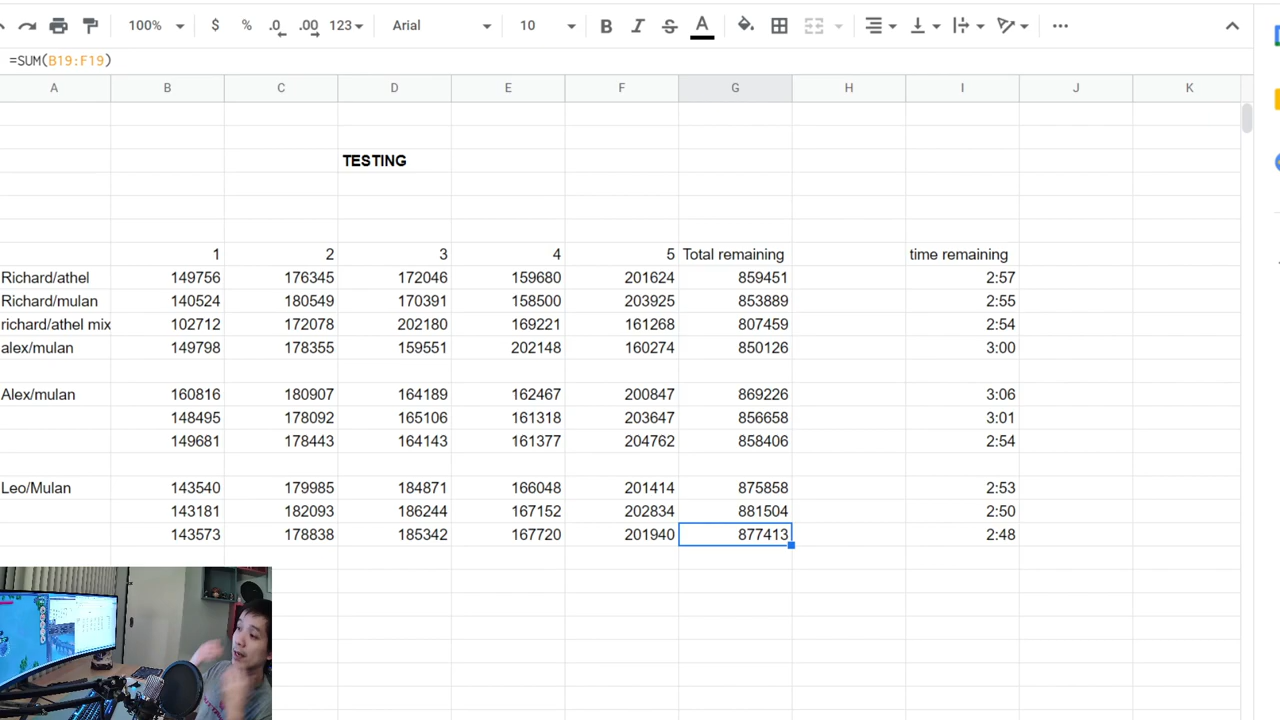 100% $ % .0 .00 123 Arial 10 B I S A
=SUM(B19:F19)
A B C D E F G H I J K
TESTING
1 2 3 4 5 Total remaining time remaining
Richard/athel 149756 176345 172046 159680 201624 859451 2:57
Richard/mulan 140524 180549 170391 158500 203925 853889 2:55
richard/athel mix 102712 172078 202180 169221 161268 807459 2:54
alex/mulan 149798 178355 159551 202148 160274 850126 3:00
Alex/mulan 160816 180907 164189 162467 200847 869226 3:06
148495 178092 165106 161318 203647 856658 3:01
149681 178443 164143 161377 204762 858406 2:54
Leo/Mulan 143540 179985 184871 166048 201414 875858 2:53
143181 182093 186244 167152 202834 881504 2:50
143573 178838 185342 167720 201940 877413 2:48